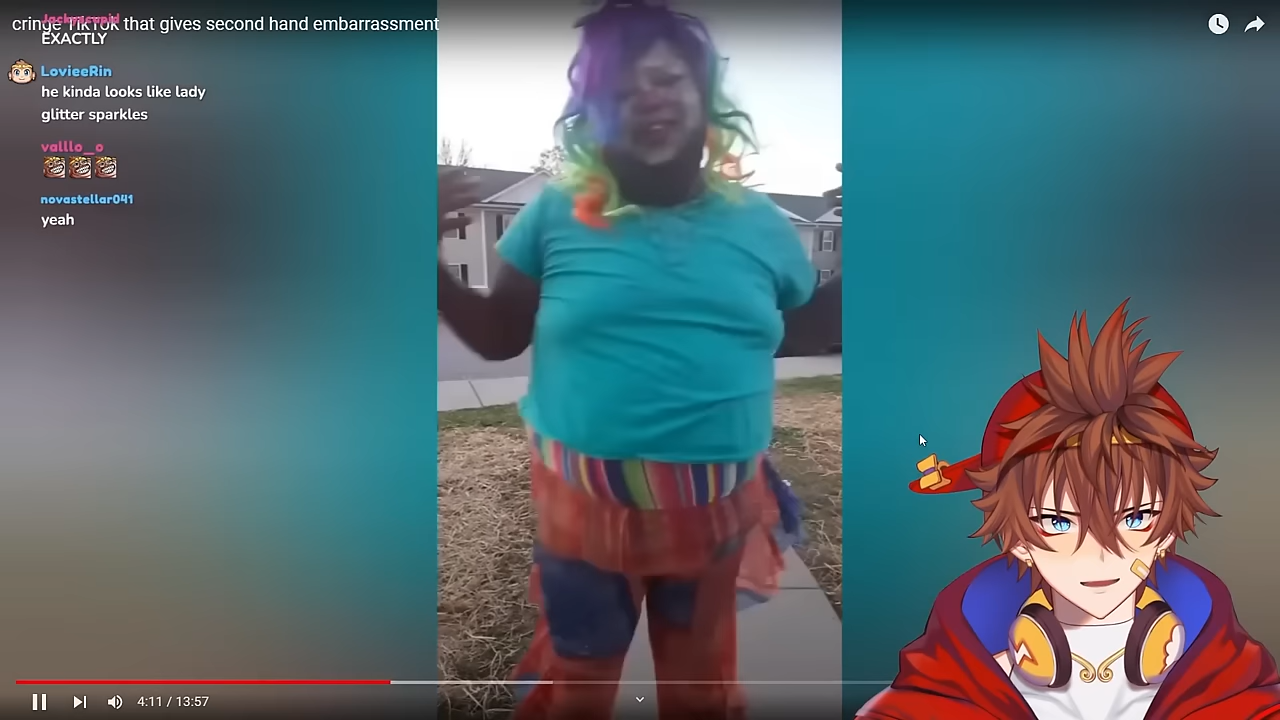 cringe TikTok that gives second hand embarrassment
Jackyscupid
EXACTLY
LovieeRin
he kinda looks like lady
glitter sparkles
valllo_o
novastellar041
yeah
4:11 / 13:57